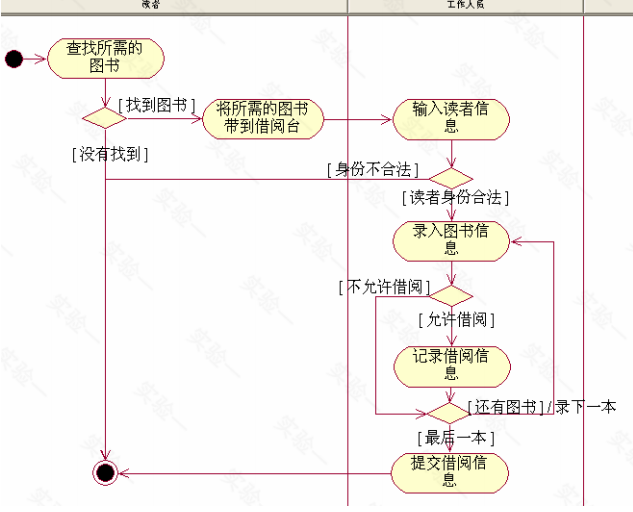 读者
工作人员
查找所需的
图书
[找到图书]
将所需的图书
带到借阅台
输入读者信
息
[没有找到]
[身份不合法]
[读者身份合法]
录入图书信
息
[不允许借阅]
[允许借阅]
记录借阅信
息
[还有图书]/录下一本
[最后一本]
提交借阅信
息
实验一